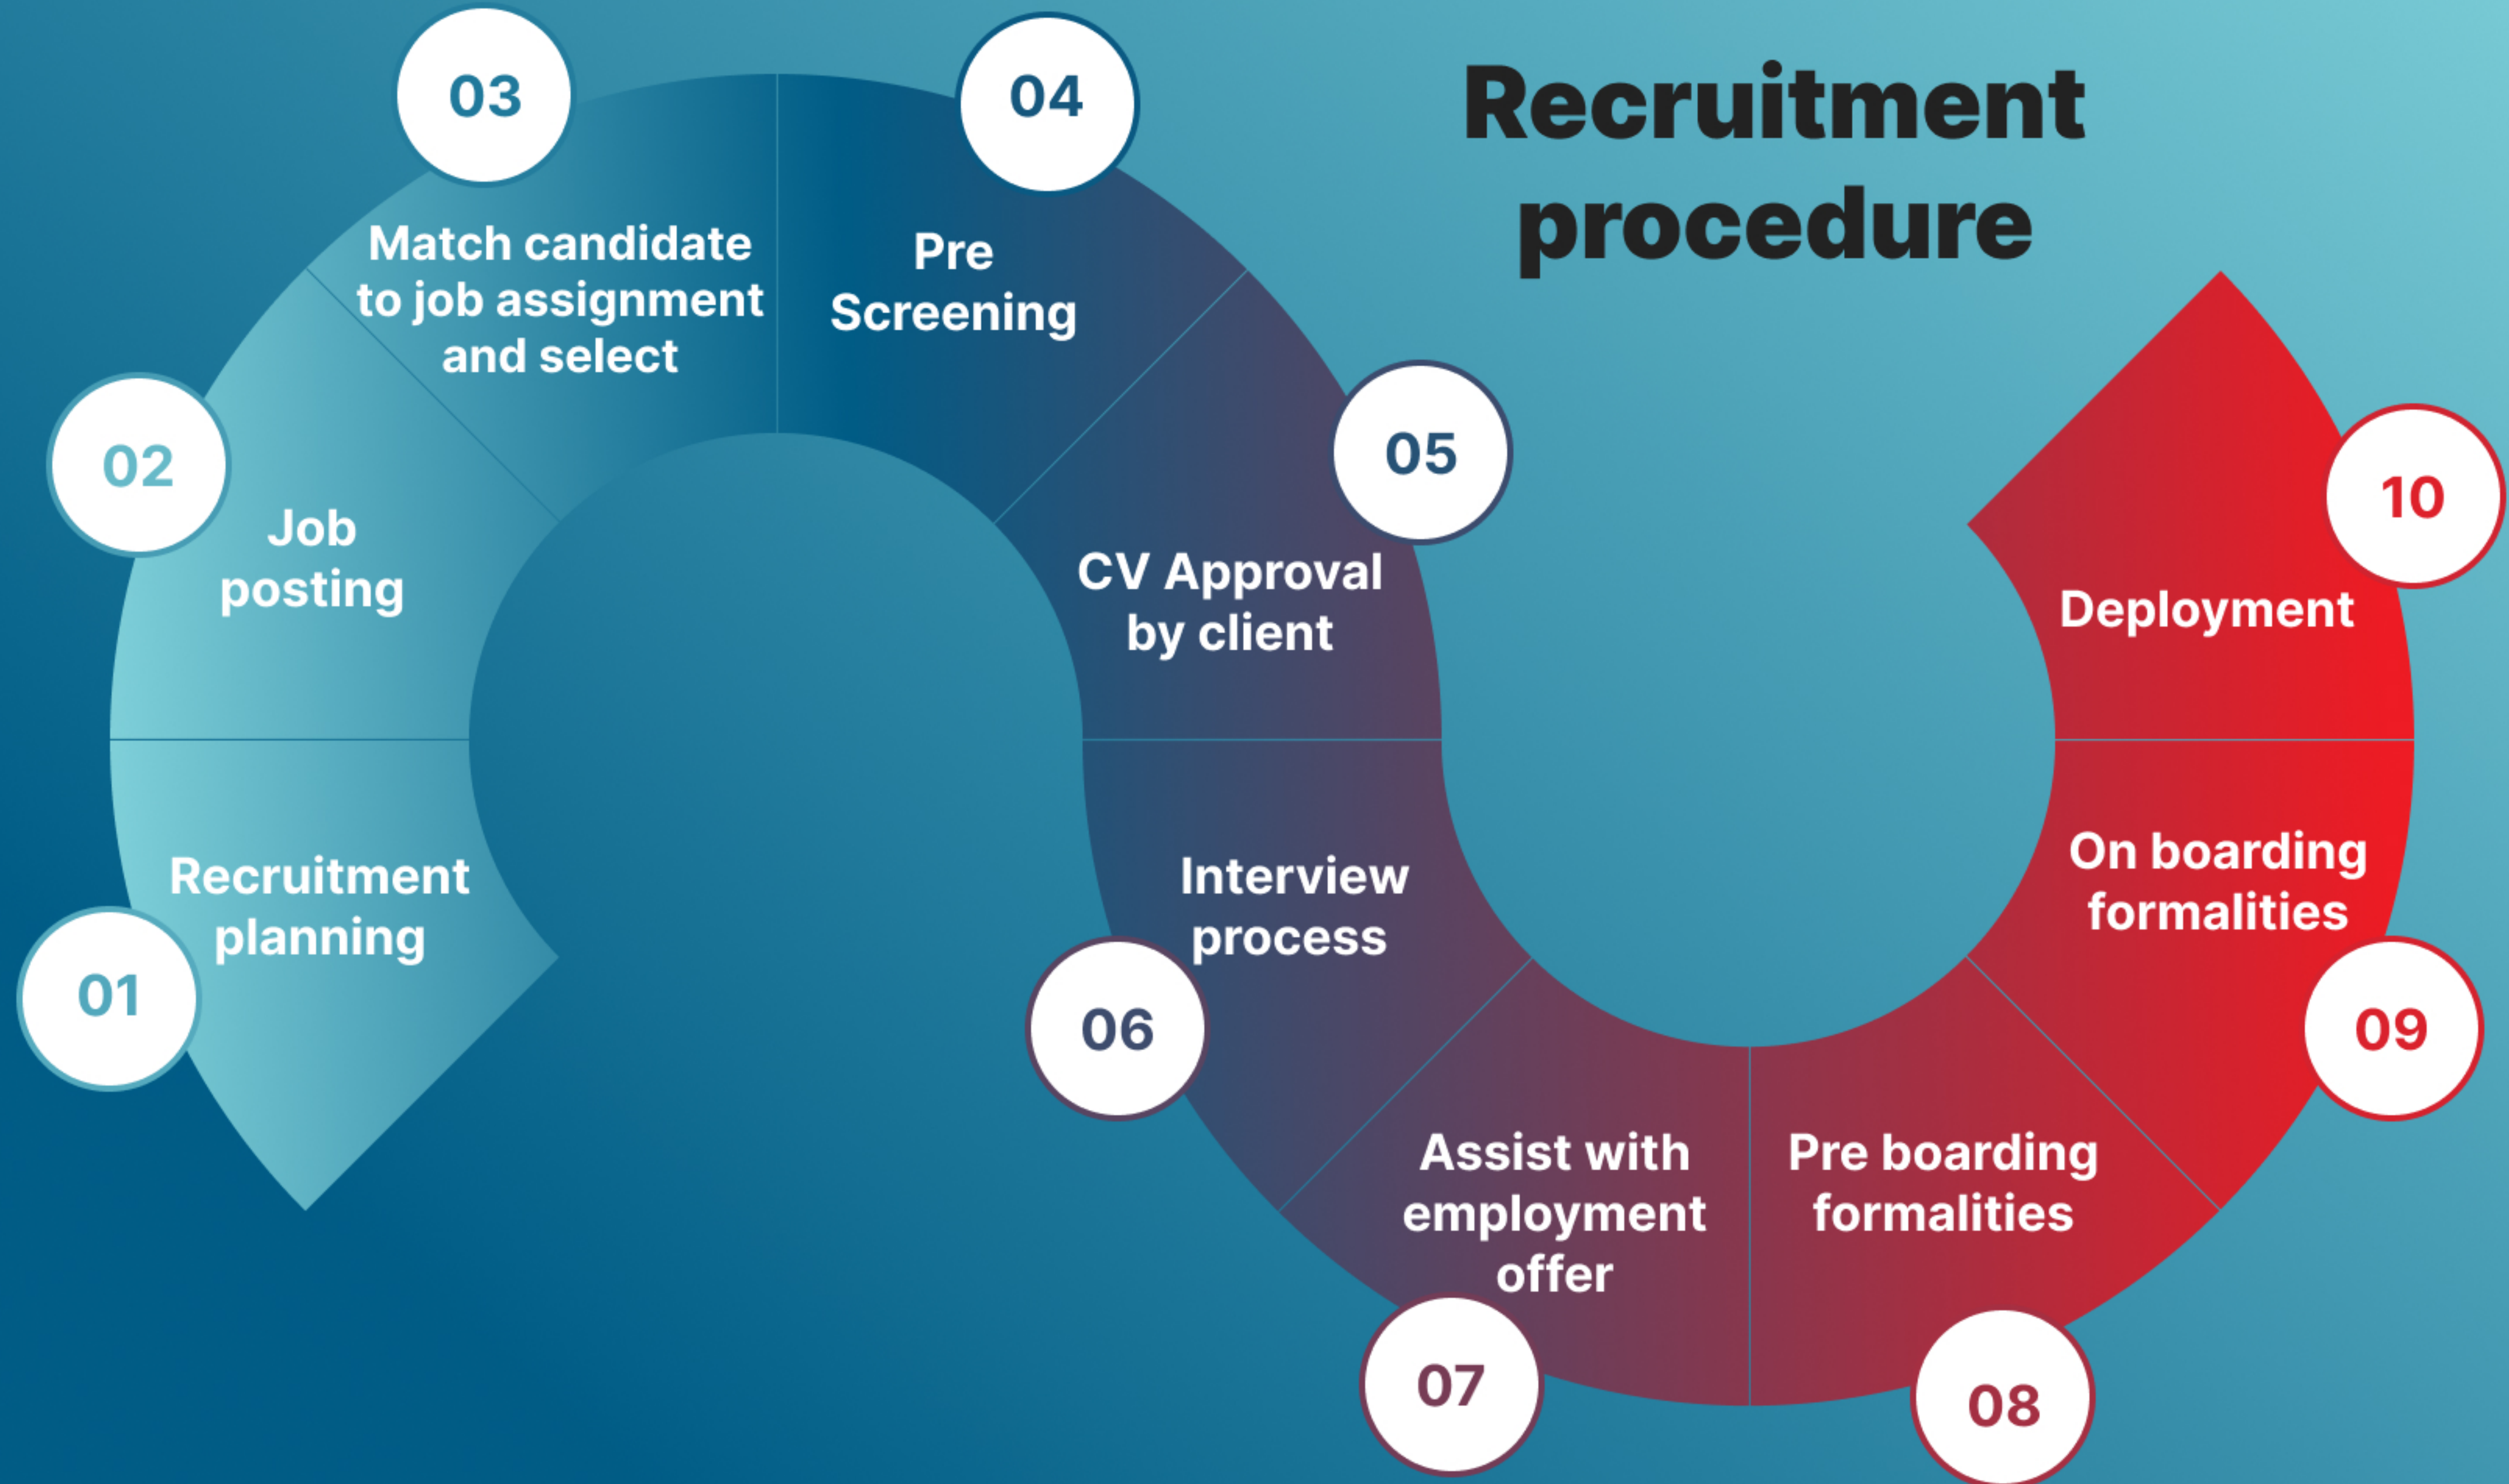 Recruitment
procedure
01
Recruitment
planning
02
Job
posting
03
Match candidate
to job assignment
and select
04
Pre
Screening
05
CV Approval
by client
06
Interview
process
07
Assist with
employment
offer
08
Pre boarding
formalities
09
On boarding
formalities
10
Deployment